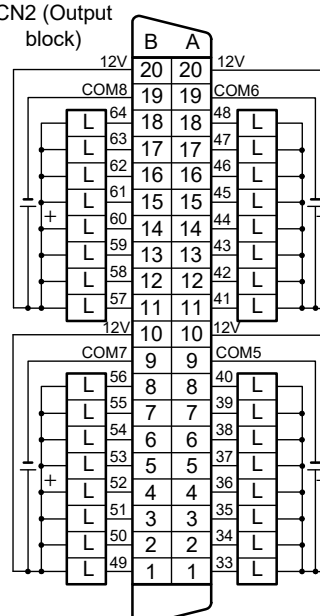 CN2 (Output
block)
B A
12V 20 20 12V
COM8 19 19 COM6
L 64 18 18 48 L
L 63 17 17 47 L
L 62 16 16 46 L
L 61 15 15 45 L
+ L 60 14 14 44 L
L 59 13 13 43 L
L 58 12 12 42 L
L 57 11 11 41 L
12V 10 10 12V
COM7 9 9 COM5
L 56 8 8 40 L
L 55 7 7 39 L
L 54 6 6 38 L
L 53 5 5 37 L
+ L 52 4 4 36 L
L 51 3 3 35 L
L 50 2 2 34 L
L 49 1 1 33 L